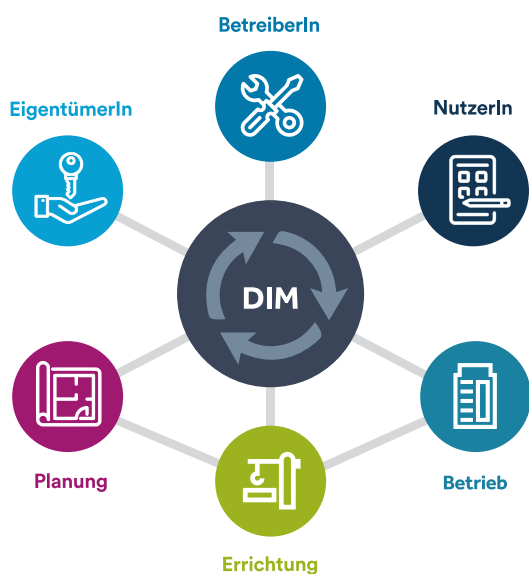 BetreiberIn
EigentümerIn
NutzerIn
DIM
Planung
Betrieb
Errichtung